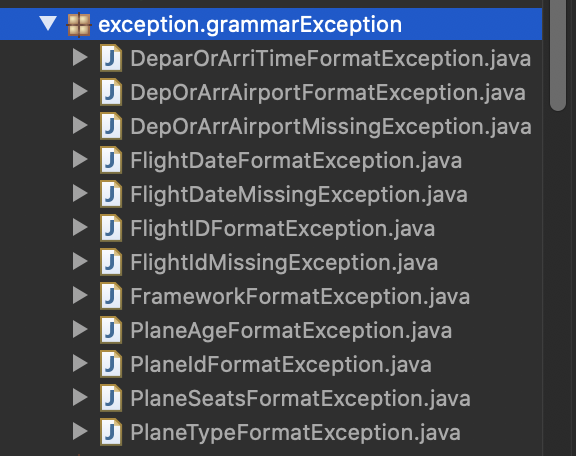 exception.grammarException
DeparOrArriTimeFormatException.java
DepOrArrAirportFormatException.java
DepOrArrAirportMissingException.java
FlightDateFormatException.java
FlightDateMissingException.java
FlightIDFormatException.java
FlightIdMissingException.java
FrameworkFormatException.java
PlaneAgeFormatException.java
PlaneIdFormatException.java
PlaneSeatsFormatException.java
PlaneTypeFormatException.java